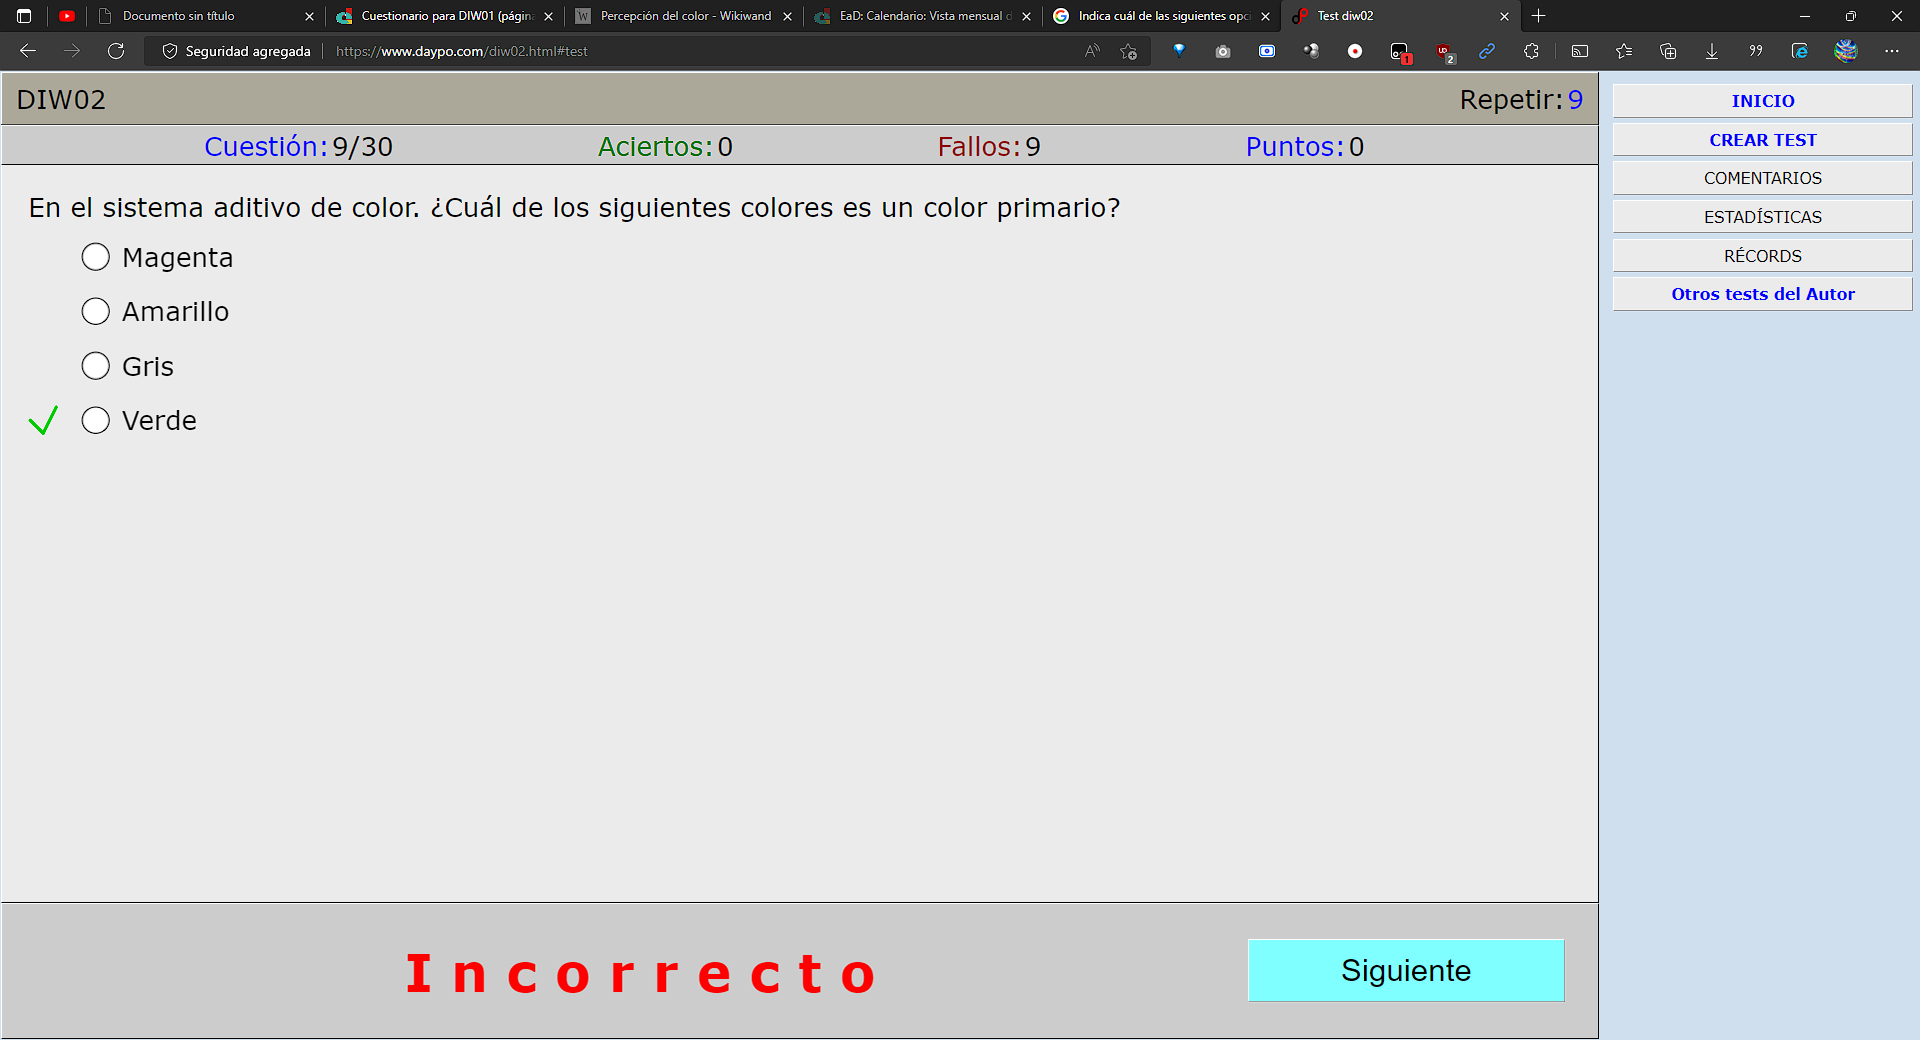 Documento sin título
Cuestionario para DIW01 (págin
Percepción del color - Wikiwand
EaD: Calendario: Vista mensual d
Indica cuál de las siguientes opc
Test diw02
Seguridad agregada
https://www.daypo.com/diw02.html#test
DIW02
Repetir: 9
Cuestión: 9/30
Aciertos: 0
Fallos: 9
Puntos: 0
En el sistema aditivo de color. ¿Cuál de los siguientes colores es un color primario?
Magenta
Amarillo
Gris
Verde
Incorrecto
Siguiente
INICIO
CREAR TEST
COMENTARIOS
ESTADÍSTICAS
RÉCORDS
Otros tests del Autor